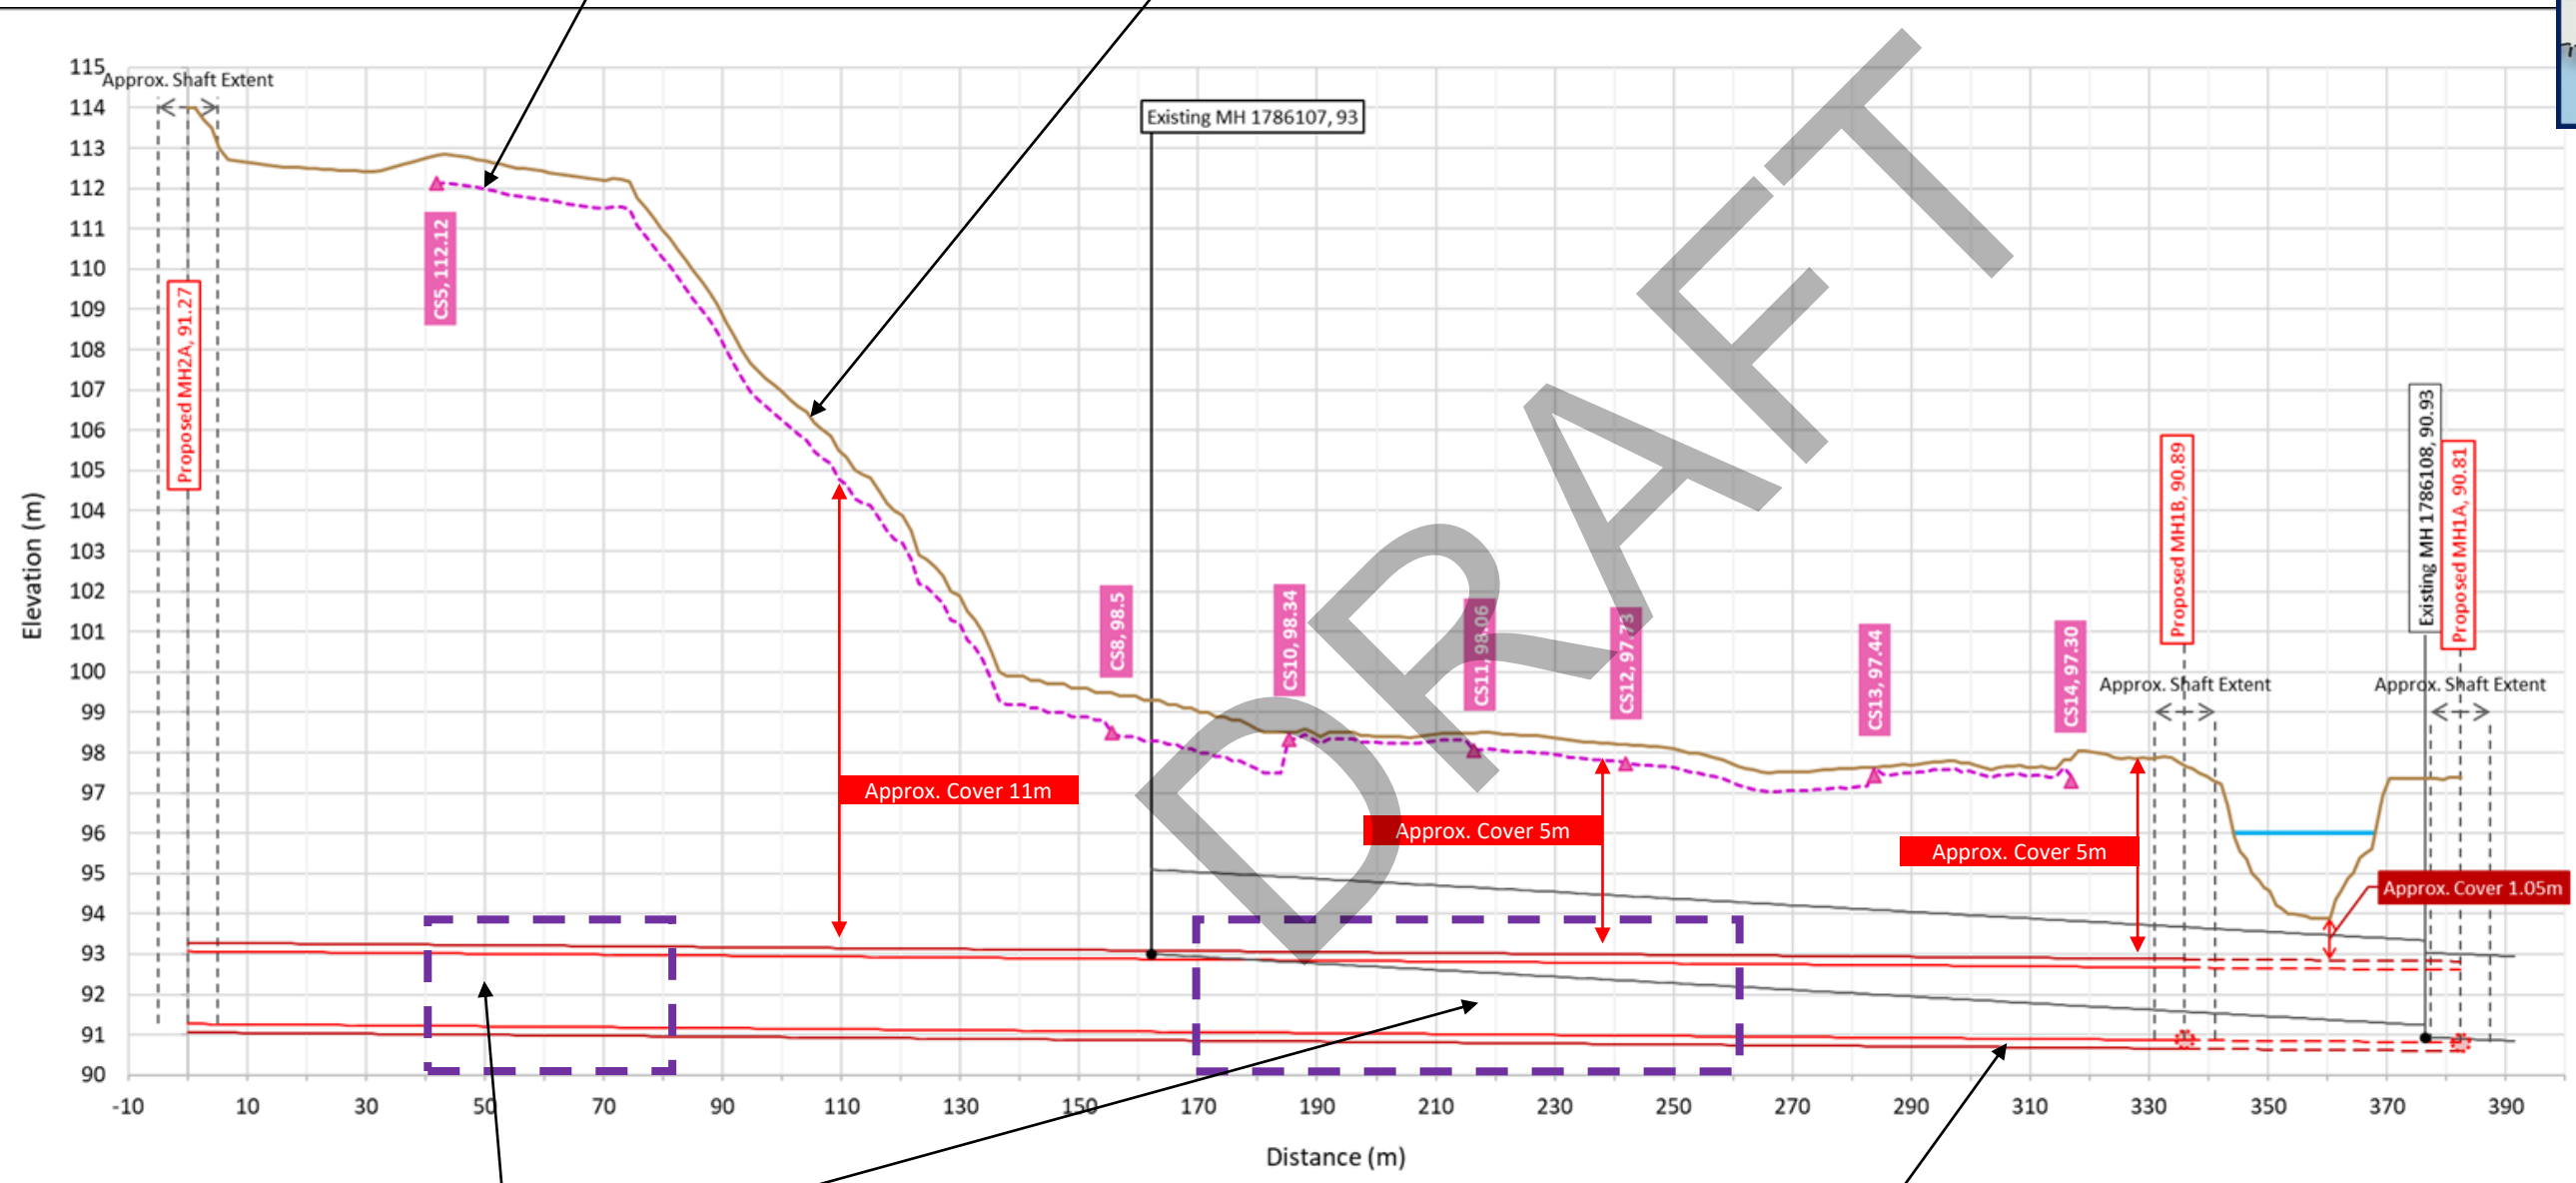 115
Approx. Shaft Extent
114
113
112
111
110
109
108
107
106
105
104
103
102
101
100
99
98
97
96
95
94
93
92
91
90
Elevation (m)
Proposed MH2A, 91.27
CS5, 112.12
Existing MH 1786107, 93
Approx. Cover 11m
CS8, 98.5
CS10, 98.34
CS11, 98.06
CS12, 97.73
CS13, 97.44
CS14, 97.30
Approx. Cover 5m
Approx. Cover 5m
Proposed MH1B, 90.89
Approx. Shaft Extent
Existing MH 1786108, 90.93
Proposed MH1A, 90.81
Approx. Shaft Extent
Approx. Cover 1.05m
DRAFT
-10 10 30 50 70 90 110 130 150 170 190 210 230 250 270 290 310 330 350 370 390
Distance (m)